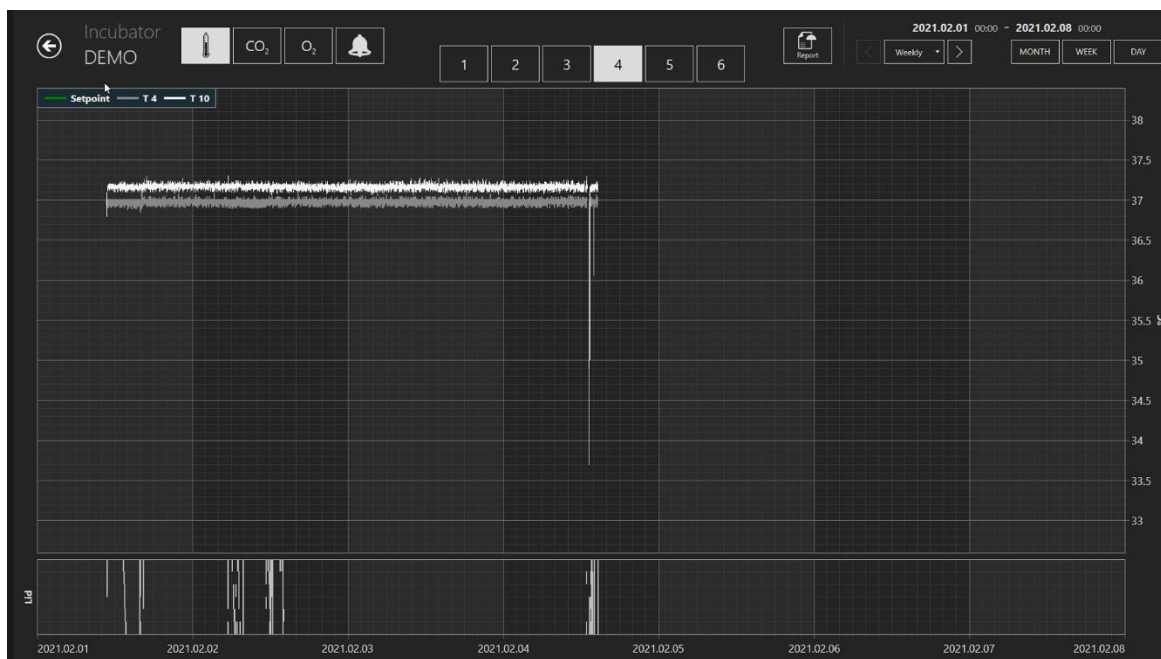 Incubator
DEMO
CO₂
O₂
1 2 3 4 5 6
Report
2021.02.01 00:00 - 2021.02.08 00:00
Weekly
MONTH WEEK DAY
Setpoint T 4 T 10
38
37.5
37
36.5
36
35.5
35
34.5
34
33.5
33
Lid
2021.02.01 2021.02.02 2021.02.03 2021.02.04 2021.02.05 2021.02.06 2021.02.07 2021.02.08